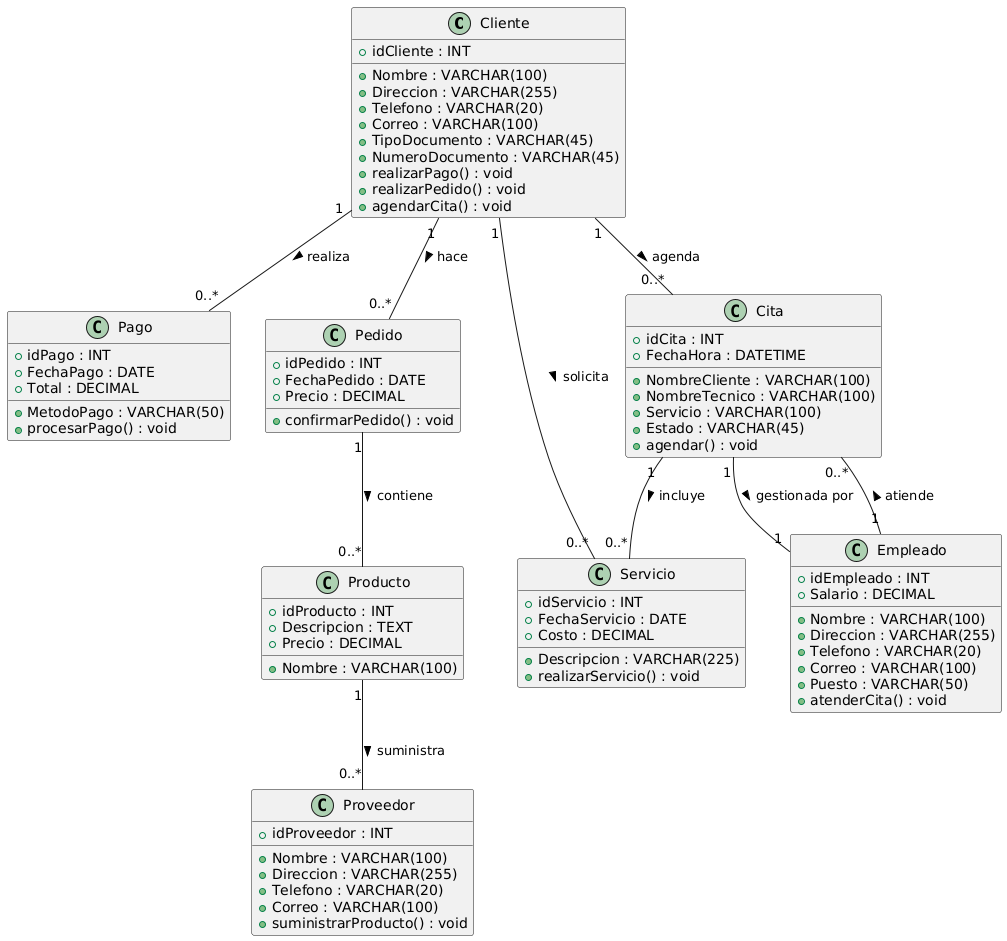 Cliente
idCliente : INT
Nombre : VARCHAR(100)
Direccion : VARCHAR(255)
Telefono : VARCHAR(20)
Correo : VARCHAR(100)
TipoDocumento : VARCHAR(45)
NumeroDocumento : VARCHAR(45)
realizarPago() : void
realizarPedido() : void
agendarCita() : void
1
1
1
1
realiza
hace
agenda
0..*
0..*
0..*
Pago
idPago : INT
FechaPago : DATE
Total : DECIMAL
MetodoPago : VARCHAR(50)
procesarPago() : void
Pedido
idPedido : INT
FechaPedido : DATE
Precio : DECIMAL
confirmarPedido() : void
solicita
Cita
idCita : INT
FechaHora : DATETIME
NombreCliente : VARCHAR(100)
NombreTecnico : VARCHAR(100)
Servicio : VARCHAR(100)
Estado : VARCHAR(45)
agendar() : void
1
1
1
0..*
contiene
incluye
gestionada por
atiende
0..*
0..*
0..*
1
1
Producto
idProducto : INT
Descripcion : TEXT
Precio : DECIMAL
Nombre : VARCHAR(100)
Servicio
idServicio : INT
FechaServicio : DATE
Costo : DECIMAL
Descripcion : VARCHAR(225)
realizarServicio() : void
Empleado
idEmpleado : INT
Salario : DECIMAL
Nombre : VARCHAR(100)
Direccion : VARCHAR(255)
Telefono : VARCHAR(20)
Correo : VARCHAR(100)
Puesto : VARCHAR(50)
atenderCita() : void
1
suministra
0..*
Proveedor
idProveedor : INT
Nombre : VARCHAR(100)
Direccion : VARCHAR(255)
Telefono : VARCHAR(20)
Correo : VARCHAR(100)
suministrarProducto() : void